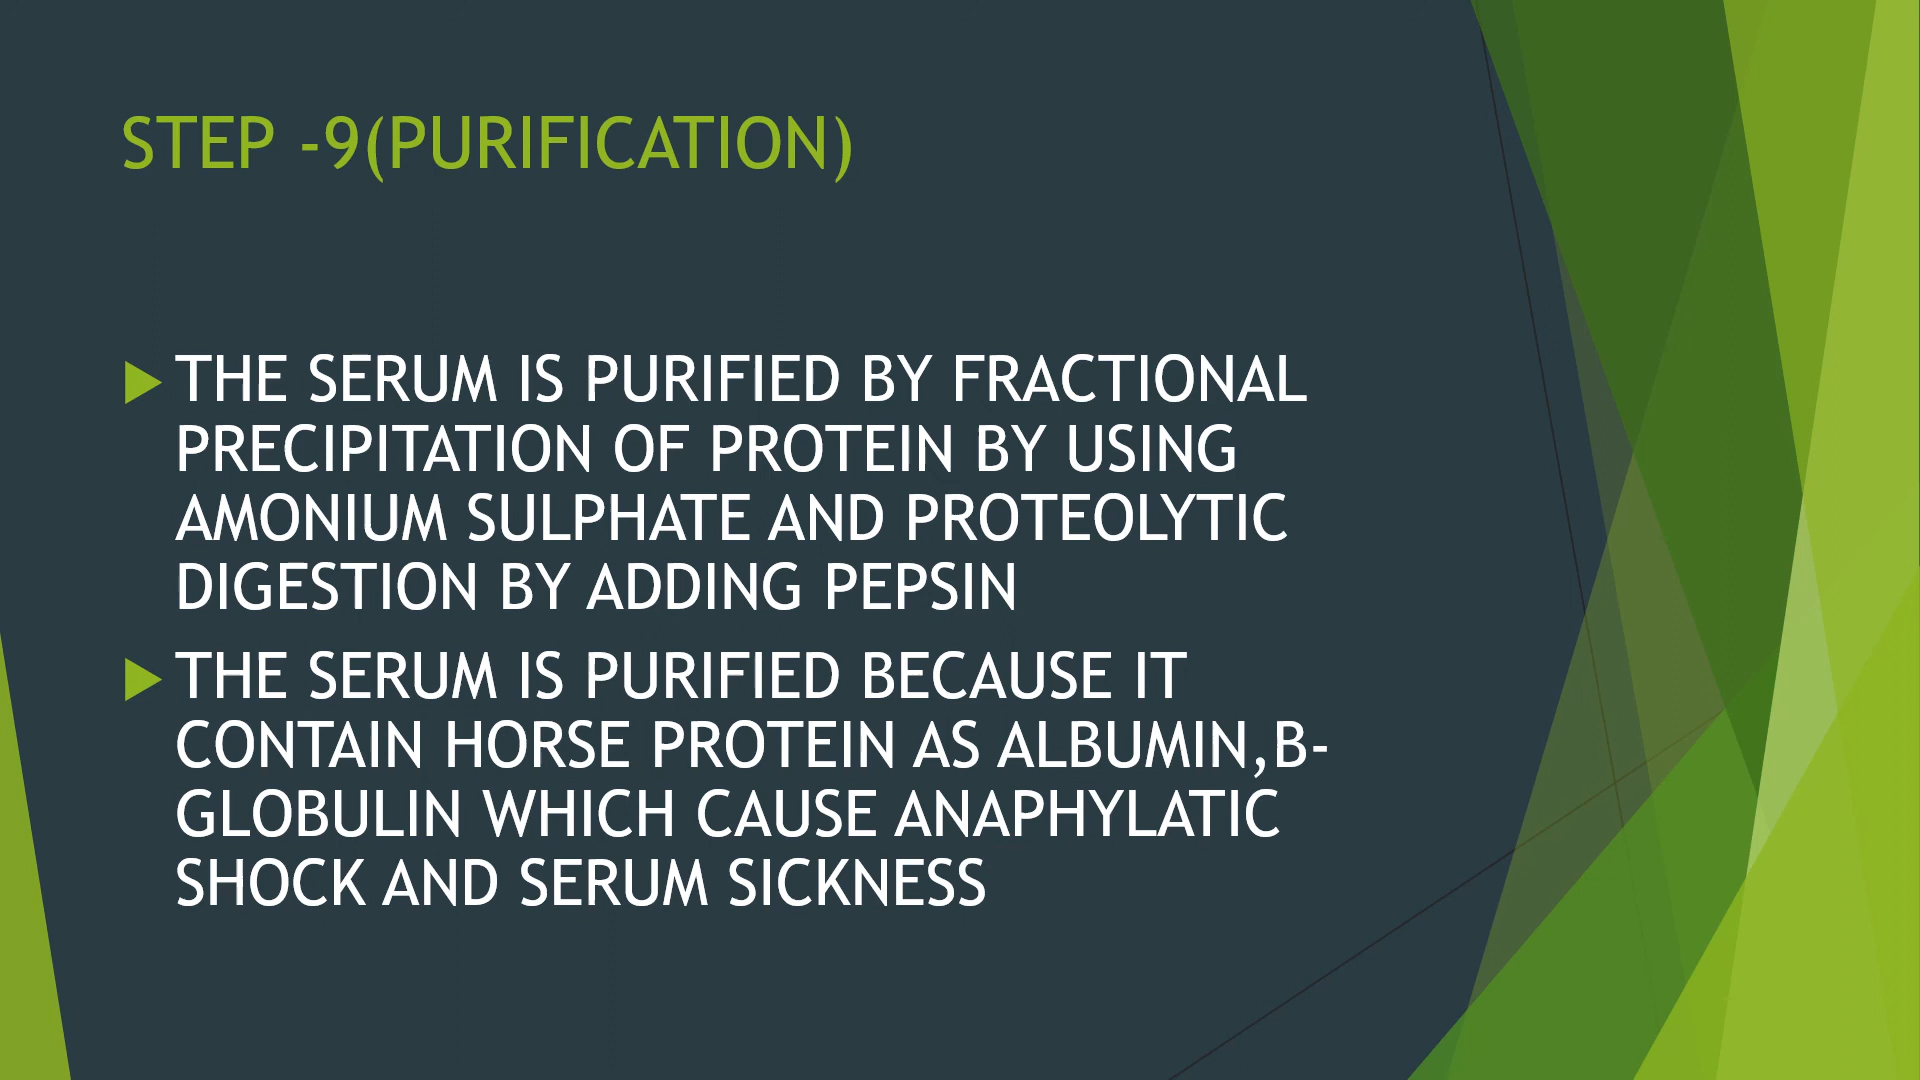 STEP -9(PURIFICATION)
THE SERUM IS PURIFIED BY FRACTIONAL
PRECIPITATION OF PROTEIN BY USING
AMONIUM SULPHATE AND PROTEOLYTIC
DIGESTION BY ADDING PEPSIN
THE SERUM IS PURIFIED BECAUSE IT
CONTAIN HORSE PROTEIN AS ALBUMIN,B-
GLOBULIN WHICH CAUSE ANAPHYLATIC
SHOCK AND SERUM SICKNESS